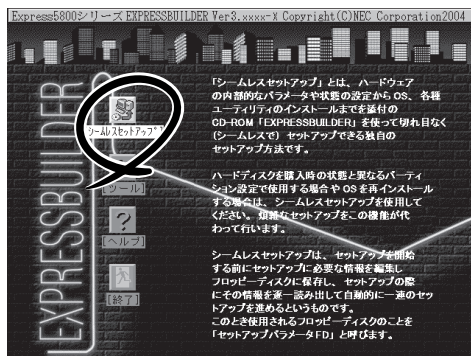 Express5800シリーズ EXPRESSBUILDER Ver3.xxxx-X Copyright(C)NEC Corporation2004
EXPRESSBUILDER
シームレスセットアップ
[ツール]
[ヘルプ]
[終了]
「シームレスセットアップ」とは、ハードウェア
の内部的なパラメータや状態の設定から OS、各種
ユーティリティのインストールまでを添付の
CD-ROM「EXPRESSBUILDER」を使って切れ目なく
(シームレスで) セットアップできる独自の
セットアップ方法です。
ハードディスクを購入時の状態と異なるパーティ
ション設定で使用する場合や OS を再インストール
する場合は、シームレスセットアップを使用して
ください。煩雑なセットアップをこの機能が代
わって行います。
シームレスセットアップは、セットアップを開始
する前にセットアップに必要な情報を編集し
フロッピーディスクに保存し、セットアップの際
にその情報を逐一読み出して自動的に一連のセッ
トアップを進めるというものです。
このとき使用されるフロッピーディスクのことを
「セットアップパラメータFD」と呼びます。